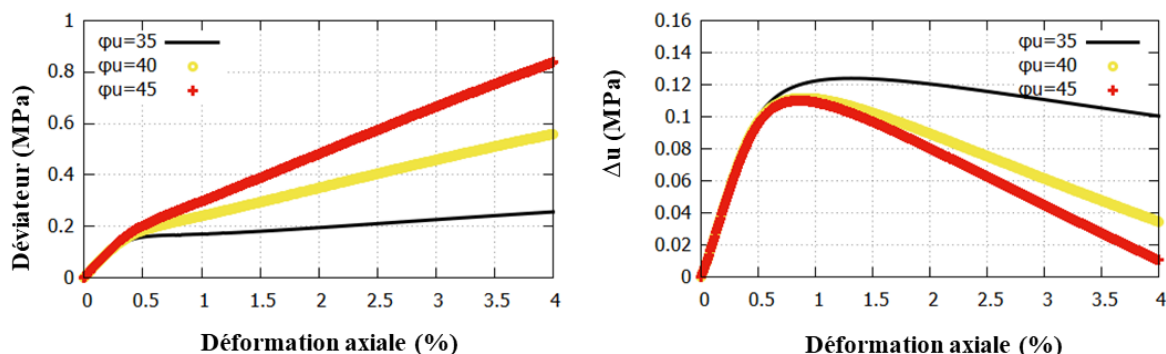 Déviateur (MPa)
1
0.8
0.6
0.4
0.2
0
φu=35
φu=40
φu=45
0 0.5 1 1.5 2 2.5 3 3.5 4
Déformation axiale (%)
Δu (MPa)
0.16
0.14
0.12
0.1
0.08
0.06
0.04
0.02
0
φu=35
φu=40
φu=45
0 0.5 1 1.5 2 2.5 3 3.5 4
Déformation axiale (%)